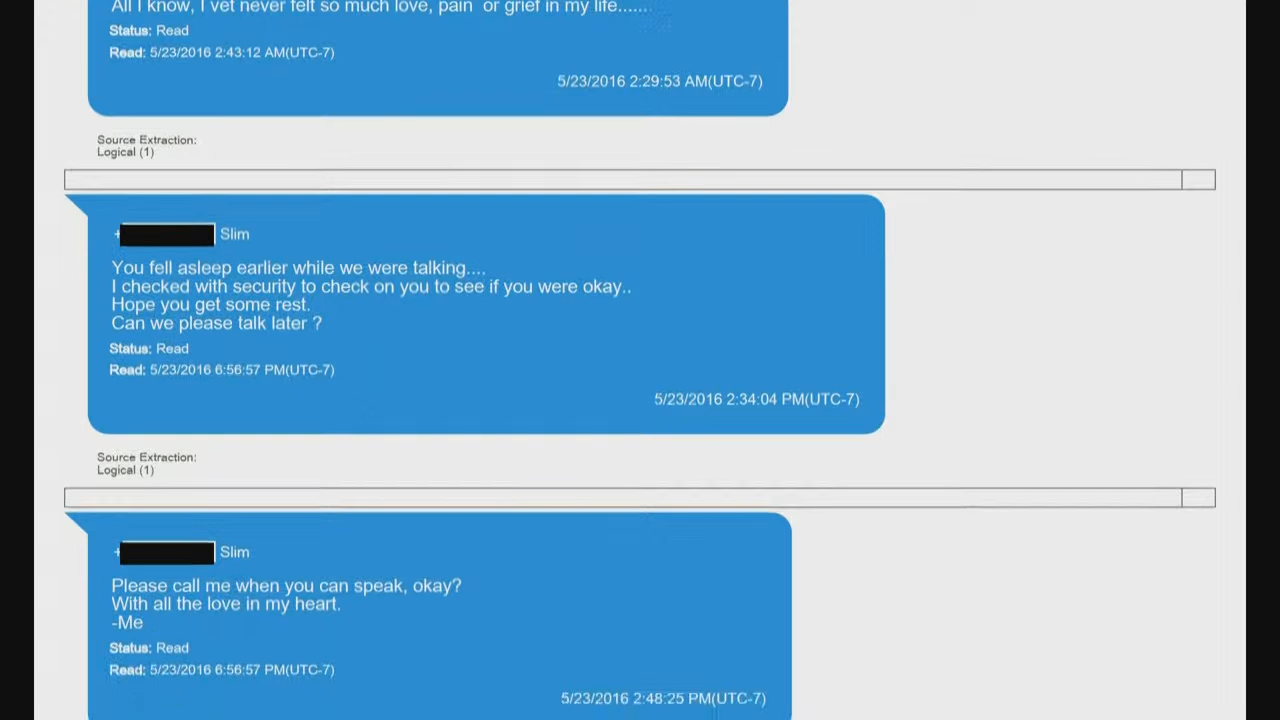 All I know, I vet never felt so much love, pain  or grief in my life......
Status: Read
Read: 5/23/2016 2:43:12 AM(UTC-7)
5/23/2016 2:29:53 AM(UTC-7)
Source Extraction:
Logical (1)
+ Slim
You fell asleep earlier while we were talking....
I checked with security to check on you to see if you were okay..
Hope you get some rest.
Can we please talk later ?
Status: Read
Read: 5/23/2016 6:56:57 PM(UTC-7)
5/23/2016 2:34:04 PM(UTC-7)
Source Extraction:
Logical (1)
+ Slim
Please call me when you can speak, okay?
With all the love in my heart.
-Me
Status: Read
Read: 5/23/2016 6:56:57 PM(UTC-7)
5/23/2016 2:48:25 PM(UTC-7)